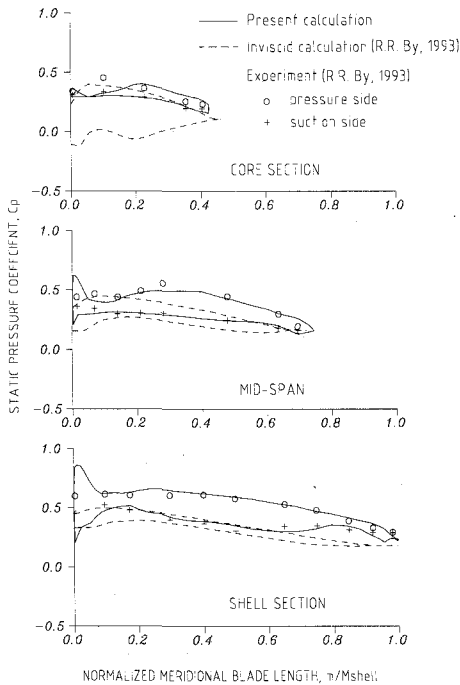 Present calculation
Inviscid calculation (R.R. By, 1993)
Experiment (R.R. By, 1993)
o pressure side
+ suction side
1.0
0.5
0.0
-0.5
0.0 0.2 0.4 0.6 0.8 1.0
CORE SECTION
1.0
0.5
0.0
-0.5
0.0 0.2 0.4 0.6 0.8 1.0
MID-SPAN
1.0
0.5
0.0
-0.5
0.0 0.2 0.4 0.6 0.8 1.0
SHELL SECTION
STATIC PRESSURE COEFFICIENT, Cp
NORMALIZED MERIDIONAL BLADE LENGTH, m/Mshell